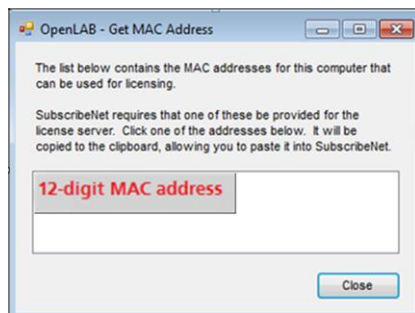 OpenLAB - Get MAC Address
The list below contains the MAC addresses for this computer that
can be used for licensing.
SubscribeNet requires that one of these be provided for the
license server. Click one of the addresses below. It will be
copied to the clipboard, allowing you to paste it into SubscribeNet.
12-digit MAC address
Close